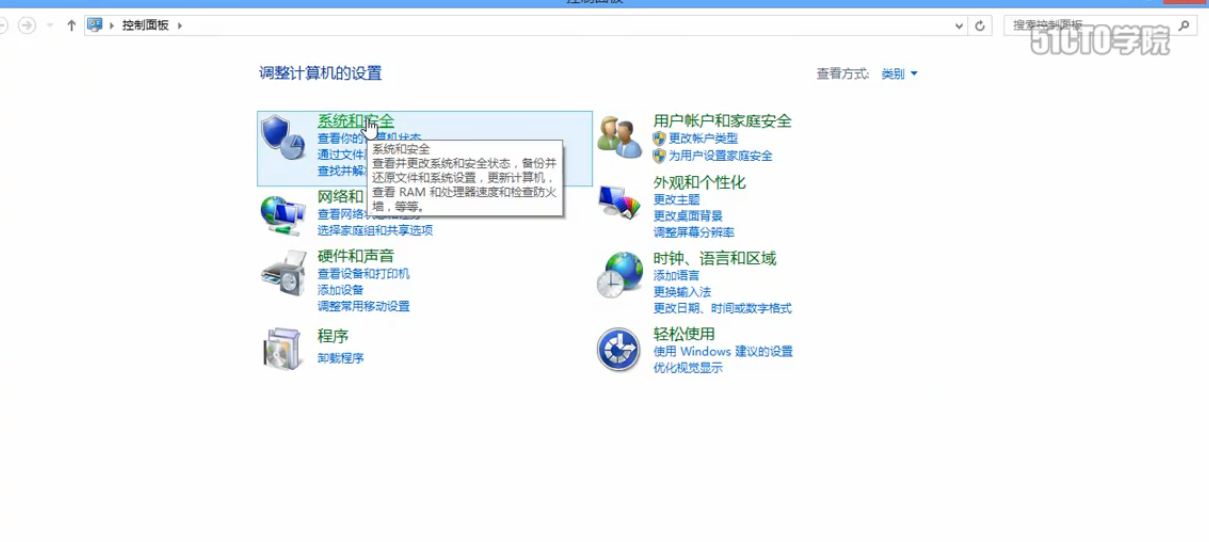 控制面板
控制面板
搜索控制面板
51CTO学院
调整计算机的设置
查看方式: 类别
系统和安全
查看你的计算机状态
通过文件
查找并解
系统和安全
查看并更改系统和安全状态，备份并
还原文件和系统设置，更新计算机，
查看 RAM 和处理器速度和检查防火
墙，等等。
网络和
查看网络状态和任务
选择家庭组和共享选项
硬件和声音
查看设备和打印机
添加设备
调整常用移动设置
程序
卸载程序
用户帐户和家庭安全
更改帐户类型
为用户设置家庭安全
外观和个性化
更改主题
更改桌面背景
调整屏幕分辨率
时钟、语言和区域
添加语言
更换输入法
更改日期、时间或数字格式
轻松使用
使用 Windows 建议的设置
优化视觉显示